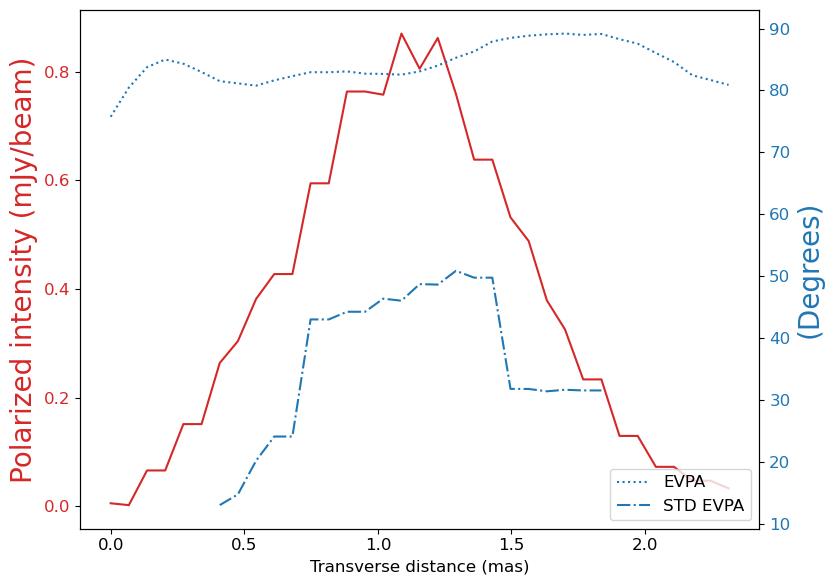 Polarized intensity (mJy/beam)
0.8
0.6
0.4
0.2
0.0
90
80
70
60
50
40
30
20
10
(Degrees)
EVPA
STD EVPA
0.0 0.5 1.0 1.5 2.0
Transverse distance (mas)